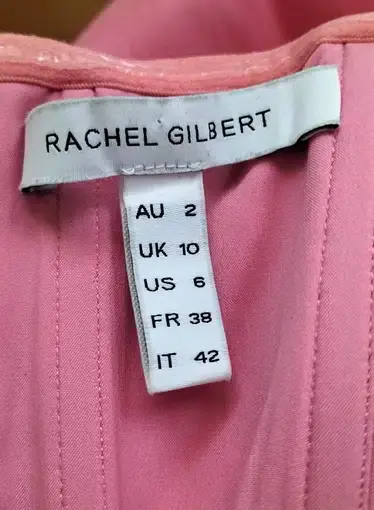 RACHEL GILBERT
AU 2
UK 10
US 6
FR 38
IT 42